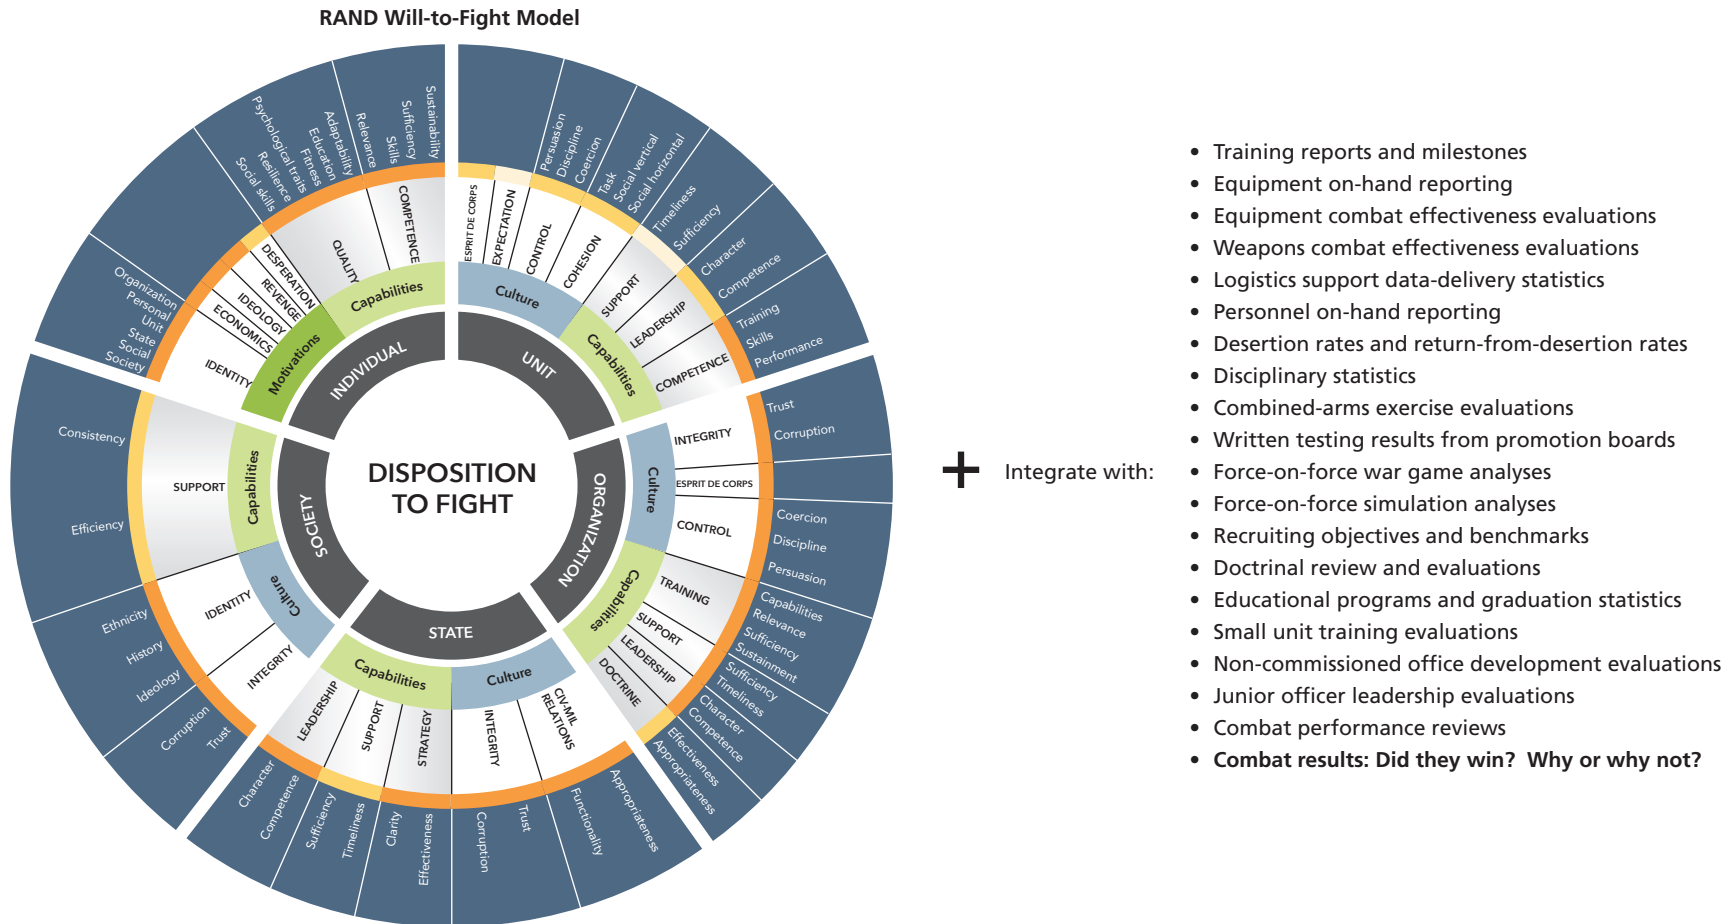 RAND Will-to-Fight Model
DISPOSITION
TO FIGHT
INDIVIDUAL
Motivations
IDENTITY
Organization
Personal
Unit
State
Social
Society
ECONOMICS
IDEOLOGY
REVENGE
DESPERATION
Capabilities
QUALITY
Social skills
Resilience
Psychological traits
Fitness
Education
Adaptability
COMPETENCE
Relevance
Skills
Sufficiency
Sustainability
UNIT
Culture
ESPRIT DE CORPS
EXPECTATION
CONTROL
Persuasion
Discipline
Coercion
COHESION
Task
Social vertical
Social horizontal
Capabilities
SUPPORT
Timeliness
Sufficiency
LEADERSHIP
Character
Competence
COMPETENCE
Training
Skills
Performance
ORGANIZATION
Culture
INTEGRITY
Trust
Corruption
ESPRIT DE CORPS
CONTROL
Coercion
Discipline
Persuasion
Capabilities
TRAINING
Capabilities
Relevance
Sufficiency
Sustainment
SUPPORT
Sufficiency
Timeliness
LEADERSHIP
Character
Competence
DOCTRINE
Effectiveness
Appropriateness
STATE
Culture
CIV-MIL
RELATIONS
Appropriateness
Functionality
INTEGRITY
Trust
Corruption
Capabilities
STRATEGY
Effectiveness
Clarity
SUPPORT
Timeliness
Sufficiency
LEADERSHIP
Competence
Character
SOCIETY
Culture
INTEGRITY
Trust
Corruption
IDENTITY
Ideology
History
Ethnicity
Capabilities
SUPPORT
Efficiency
Consistency
+ Integrate with:
• Training reports and milestones
• Equipment on-hand reporting
• Equipment combat effectiveness evaluations
• Weapons combat effectiveness evaluations
• Logistics support data-delivery statistics
• Personnel on-hand reporting
• Desertion rates and return-from-desertion rates
• Disciplinary statistics
• Combined-arms exercise evaluations
• Written testing results from promotion boards
• Force-on-force war game analyses
• Force-on-force simulation analyses
• Recruiting objectives and benchmarks
• Doctrinal review and evaluations
• Educational programs and graduation statistics
• Small unit training evaluations
• Non-commissioned office development evaluations
• Junior officer leadership evaluations
• Combat performance reviews
• Combat results: Did they win?  Why or why not?